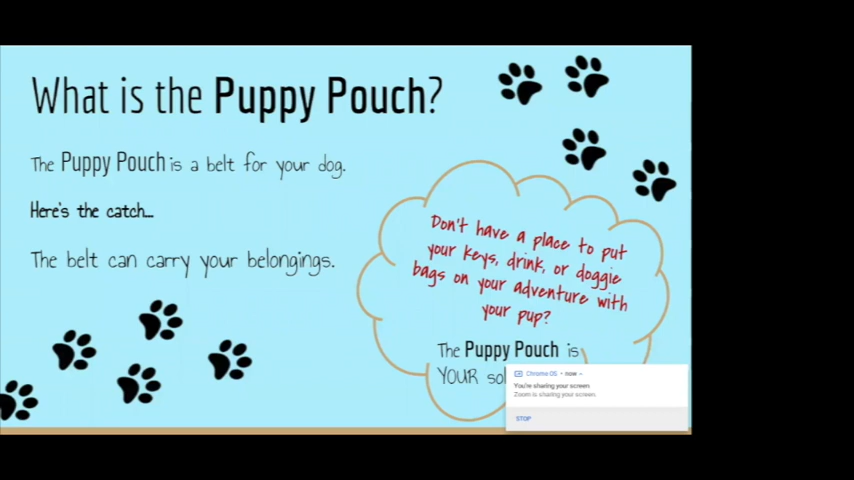 What is the Puppy Pouch?
The Puppy Pouch is a belt for your dog.
Here's the catch...
The belt can carry your belongings.
Don't have a place to put
your keys, drink, or doggie
bags on your adventure with
your pup?
The Puppy Pouch is
YOUR
Chrome OS • now
You're sharing your screen
Zoom is sharing your screen.
STOP